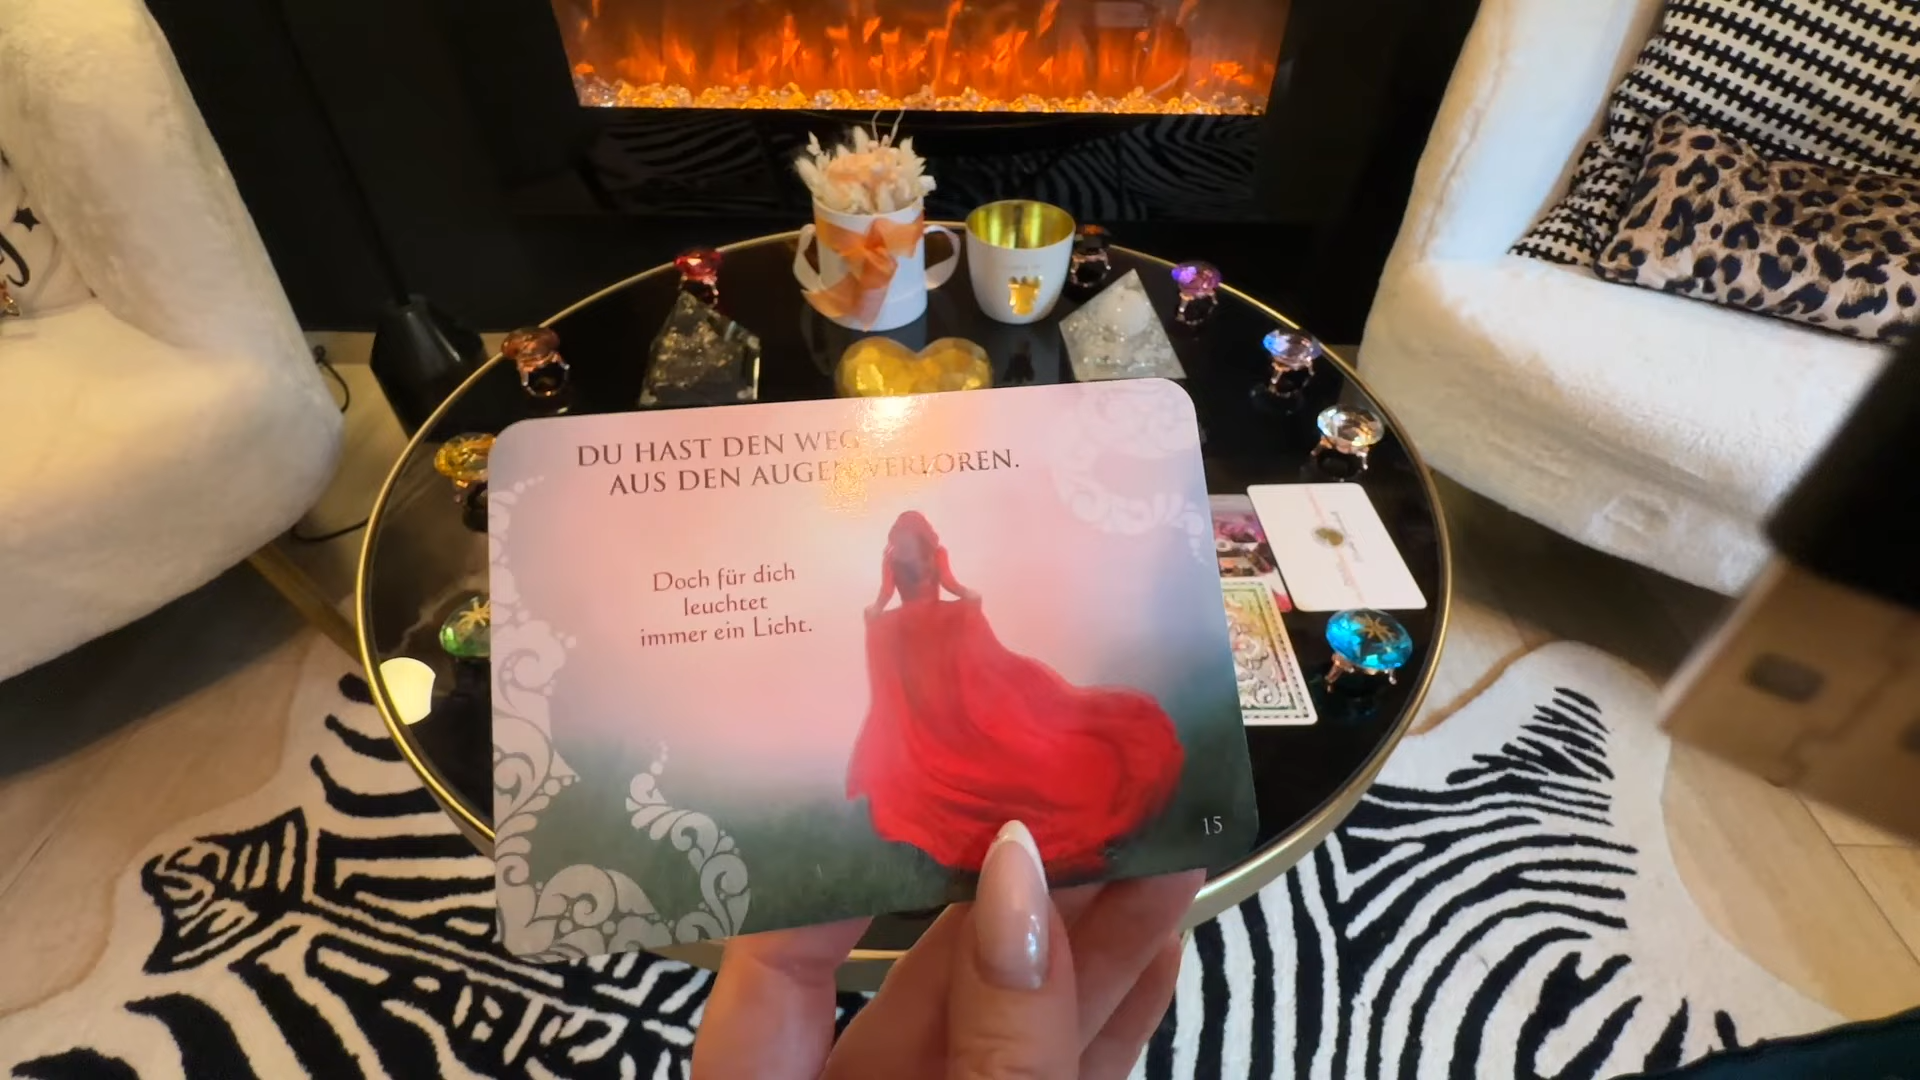 DU HAST DEN WEG
AUS DEN AUGEN VERLOREN.
Doch für dich
leuchtet
immer ein Licht.
15